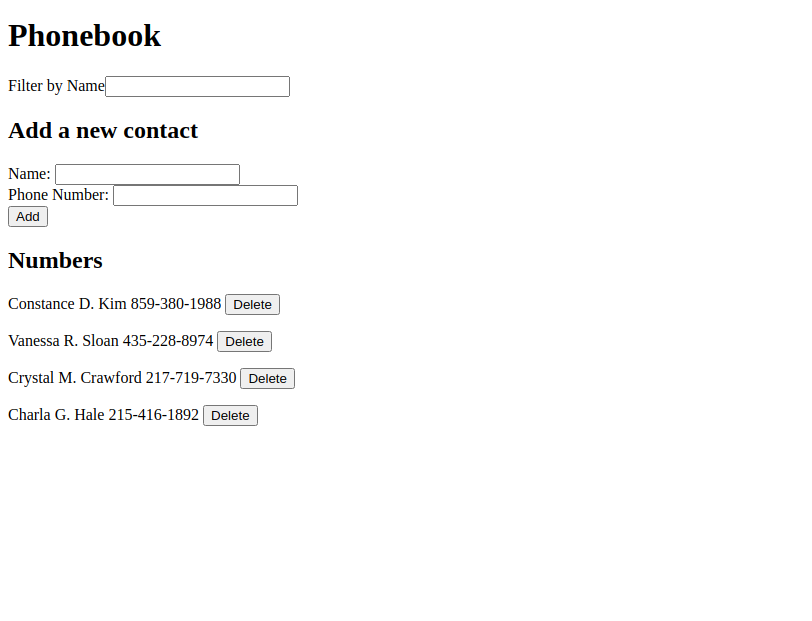 Phonebook
Filter by Name
Add a new contact
Name:
Phone Number:
Add
Numbers
Constance D. Kim 859-380-1988 Delete
Vanessa R. Sloan 435-228-8974 Delete
Crystal M. Crawford 217-719-7330 Delete
Charla G. Hale 215-416-1892 Delete